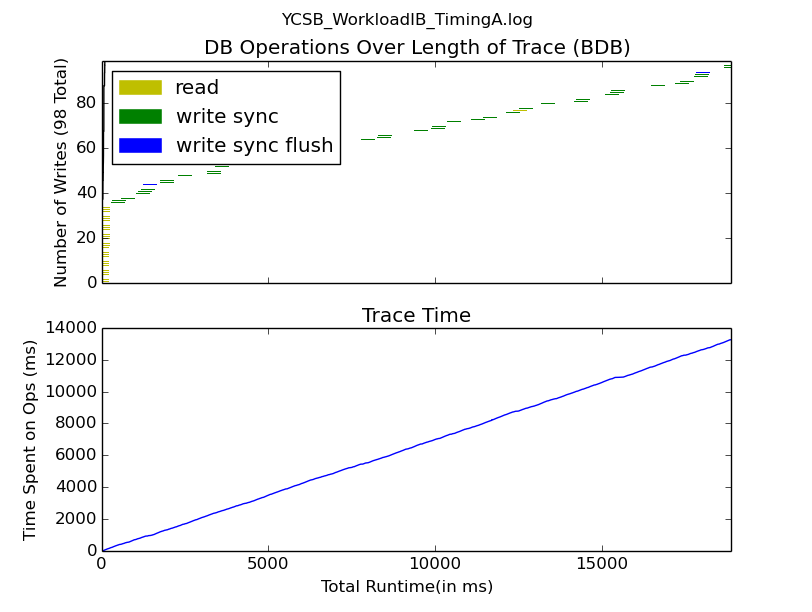 YCSB_WorkloadIB_TimingA.log
DB Operations Over Length of Trace (BDB)
Number of Writes (98 Total)
80
60
40
20
0
read
write sync
write sync flush
Trace Time
Time Spent on Ops (ms)
14000
12000
10000
8000
6000
4000
2000
0
0 5000 10000 15000
Total Runtime(in ms)